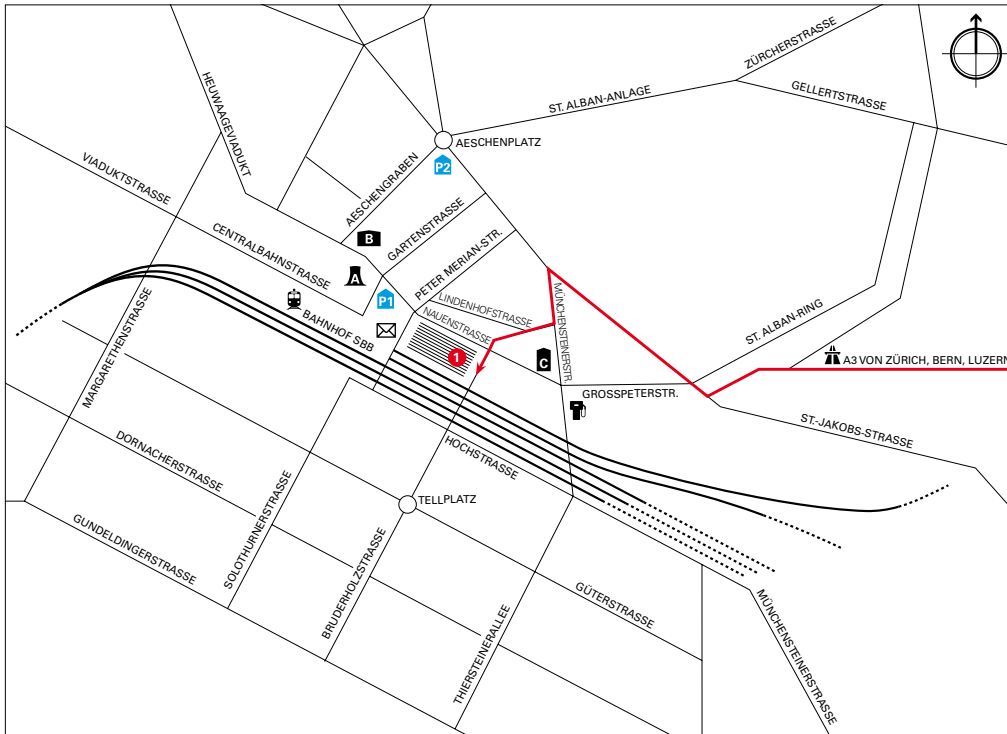 ZÜRCHERSTRASSE
GELLERTSTRASSE
ST. ALBAN-ANLAGE
HEUWAAGEVIADUKT
AESCHENPLATZ
P2
VIADUKTSTRASSE
AESCHENGRABEN
GARTENSTRASSE
CENTRALBAHNSTRASSE
B
PETER MERIAN-STR.
A
P1
BAHNHOF SBB
LINDENHOFSTRASSE
NAUENSTRASSE
MÜNCHENSTEINERSTR.
ST. ALBAN-RING
1
C
A3 VON ZÜRICH, BERN, LUZERN
MARGARETHENSTRASSE
GROSSPETERSTR.
ST.-JAKOBS-STRASSE
HOCHSTRASSE
DORNACHERSTRASSE
TELLPLATZ
SOLOTHURNERSTRASSE
GUNDELDINGERSTRASSE
BRUDERHOLZSTRASSE
GÜTERSTRASSE
THIERSTEINERALLEE
MÜNCHENSTEINERSTRASSE